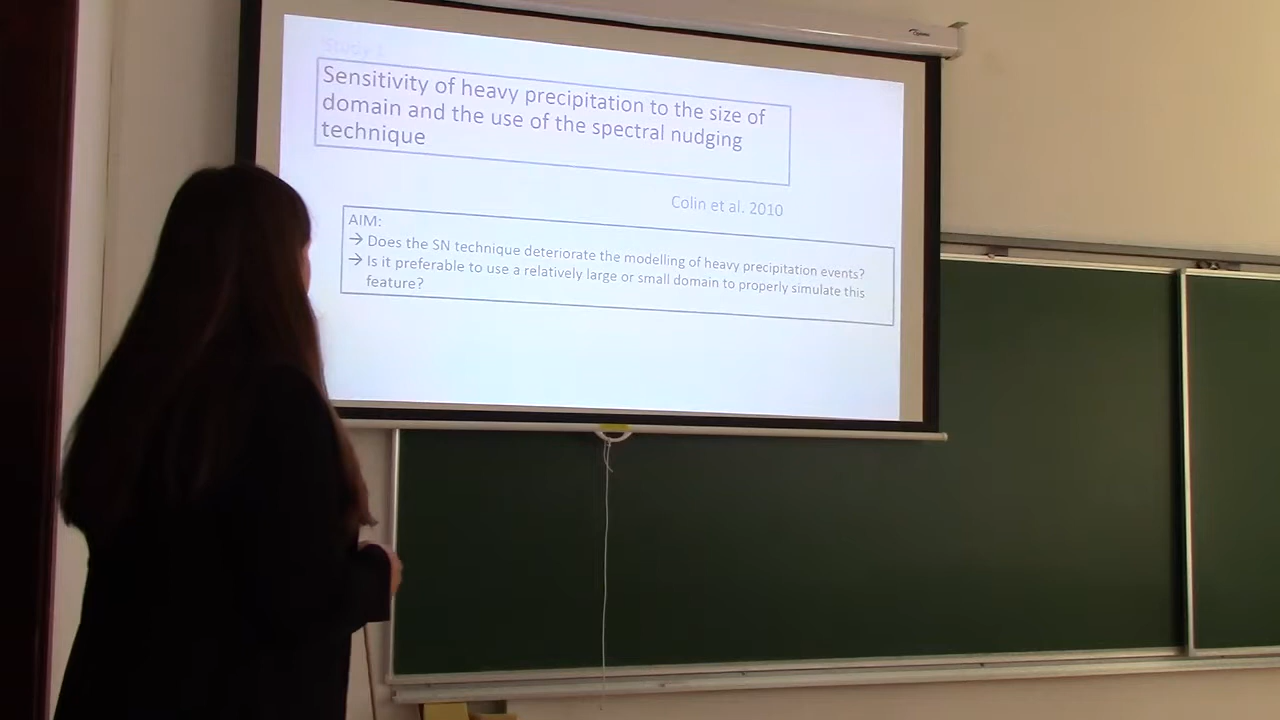 Study 1
Sensitivity of heavy precipitation to the size of
domain and the use of the spectral nudging
technique
Colin et al. 2010
AIM:
→ Does the SN technique deteriorate the modelling of heavy precipitation events?
→ Is it preferable to use a relatively large or small domain to properly simulate this
feature?